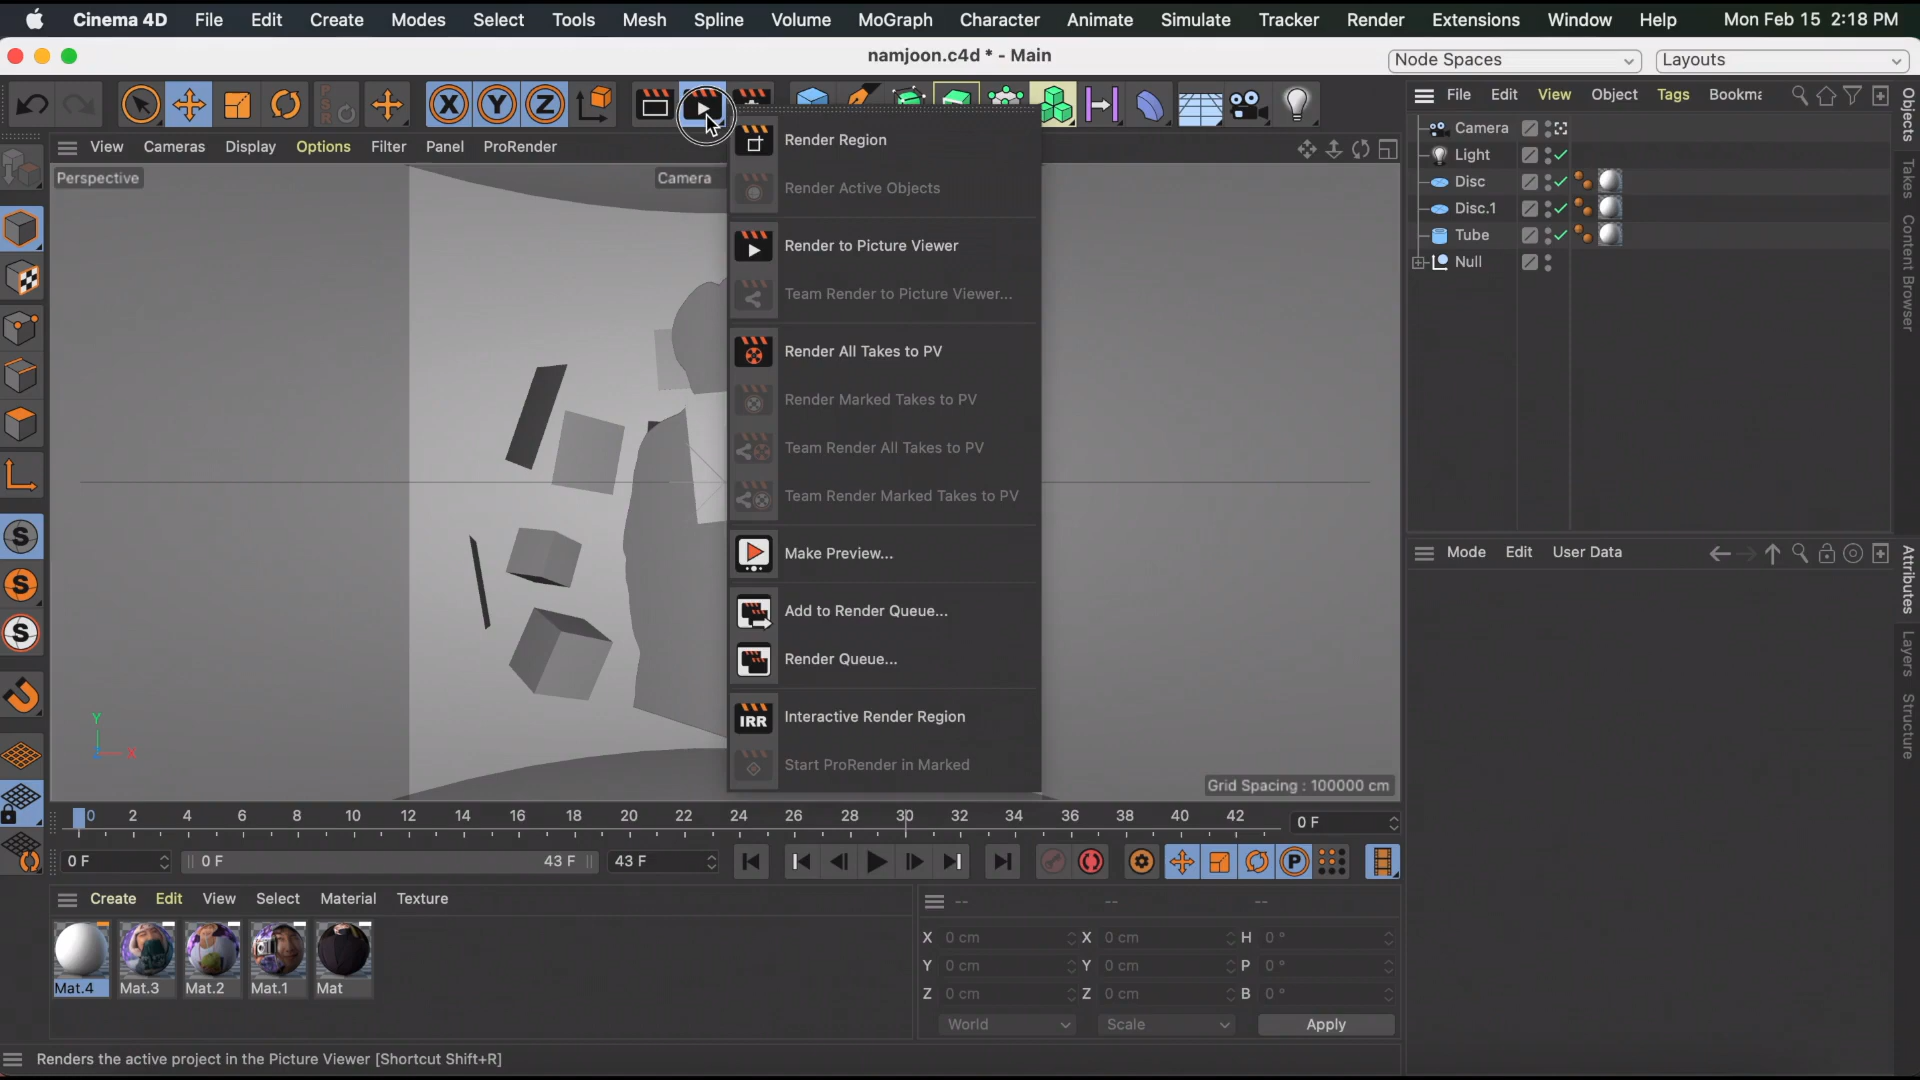 Cinema 4D File Edit Create Modes Select Tools Mesh Spline Volume MoGraph Character Animate Simulate Tracker Render Extensions Window Help Mon Feb 15 2:18 PM
namjoon.c4d * - Main
Node Spaces
Layouts
PSR
X Y Z
File Edit View Object Tags Bookma
View Cameras Display Options Filter Panel ProRender
Perspective
Camera
Render Region
Render Active Objects
Render to Picture Viewer
Team Render to Picture Viewer...
Render All Takes to PV
Render Marked Takes to PV
Team Render All Takes to PV
Team Render Marked Takes to PV
Make Preview...
Add to Render Queue...
Render Queue...
IRR Interactive Render Region
Start ProRender in Marked
Camera
Light
Disc
Disc.1
Tube
Null
Objects
Takes
Content Browser
Mode Edit User Data
Attributes
Layers
Structure
S
S
S
Y
X
Grid Spacing : 100000 cm
0 2 4 6 8 10 12 14 16 18 20 22 24 26 28 30 32 34 36 38 40 42
0 F
0 F
0 F
43 F
43 F
P
Create Edit View Select Material Texture
Mat.4
Mat.3
Mat.2
Mat.1
Mat
-- -- --
X 0 cm X 0 cm H 0 °
Y 0 cm Y 0 cm P 0 °
Z 0 cm Z 0 cm B 0 °
World Scale Apply
Renders the active project in the Picture Viewer [Shortcut Shift+R]